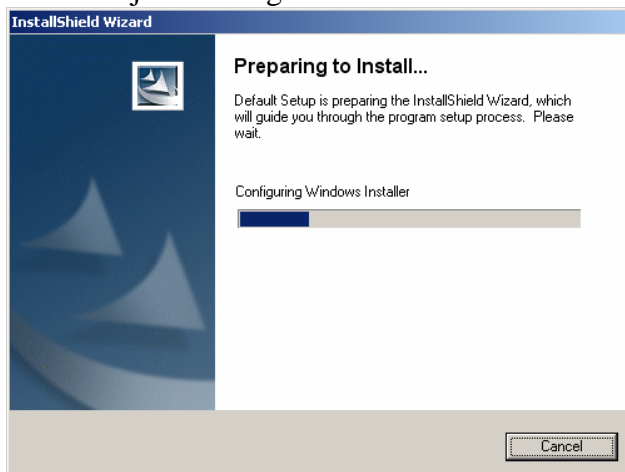 InstallShield Wizard
Preparing to Install...
Default Setup is preparing the InstallShield Wizard, which
will guide you through the program setup process. Please
wait.
Configuring Windows Installer
Cancel